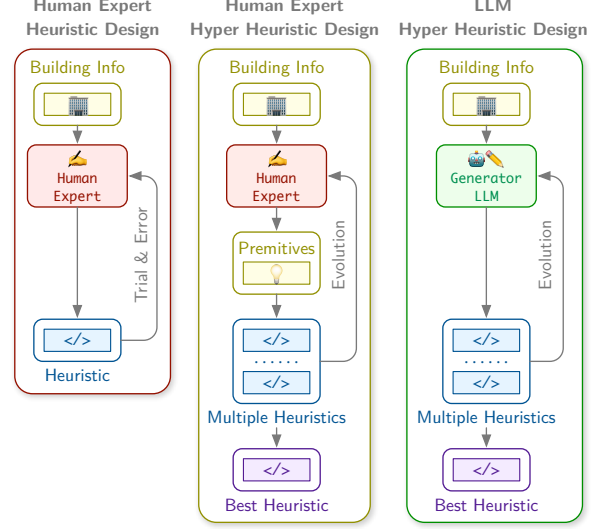 Human Expert
Heuristic Design
Building Info
Human
Expert
Trial & Error
</>
Heuristic
Human Expert
Hyper Heuristic Design
Building Info
Human
Expert
Premitives
Evolution
</>
......
</>
Multiple Heuristics
</>
Best Heuristic
LLM
Hyper Heuristic Design
Building Info
Generator
LLM
Evolution
</>
......
</>
Multiple Heuristics
</>
Best Heuristic